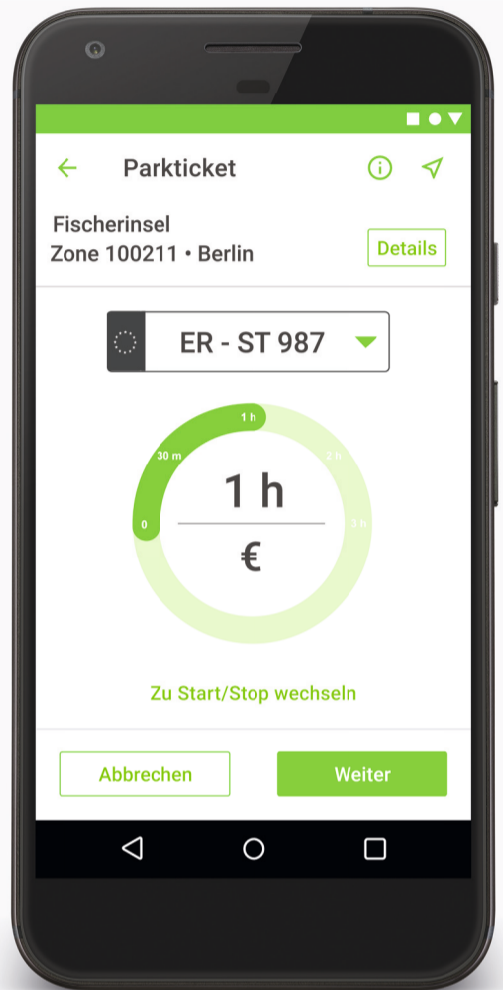 Parkticket
Fischerinsel
Zone 100211 • Berlin
Details
ER - ST 987
1 h
30 m
2 h
0
3 h
1 h
€
Zu Start/Stop wechseln
Abbrechen
Weiter